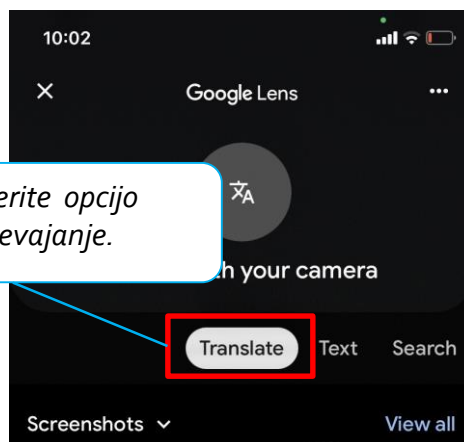 10:02
Google Lens
erite opcijo
evajanje.
h your camera
Translate Text Search
Screenshots View all